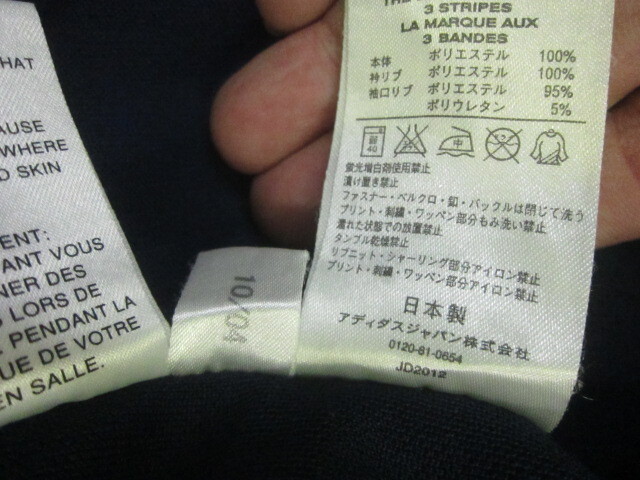 HAT
AUSE
WHERE
D SKIN
ENT:
ANT VOUS
NER DES
LORS DE
PENDANT LA
UE DE VOTRE
EN SALLE.
10/04
3 STRIPES
LA MARQUE AUX
3 BANDES
本体 ポリエステル 100%
衿リブ ポリエステル 100%
袖口リブ ポリエステル 95%
ポリウレタン 5%
40 中
蛍光増白剤使用禁止
漬け置き禁止
ファスナー・ベルクロ・釦・バックルは閉じて洗う
プリント・刺繍・ワッペン部分もみ洗い禁止
濡れた状態での放置禁止
タンブル乾燥禁止
リブニット・シャーリング部分アイロン禁止
プリント・刺繍・ワッペン部分アイロン禁止
日本製
アディダスジャパン株式会社
0120-81-0654
JD2012